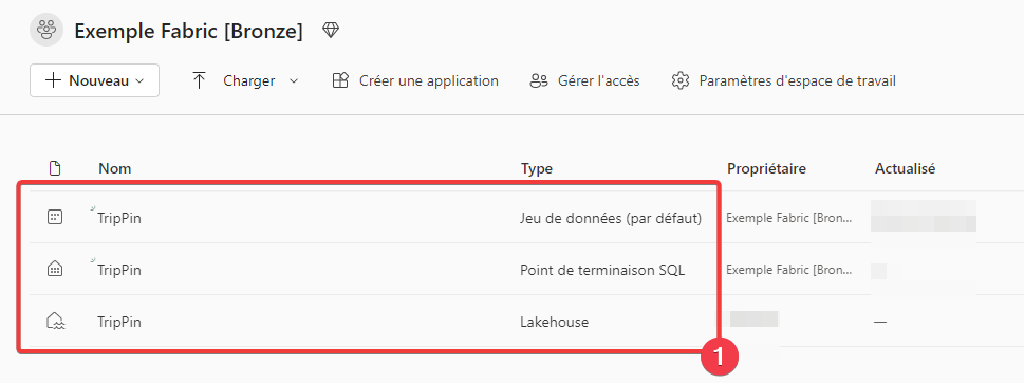 Exemple Fabric [Bronze]
Nouveau Charger Créer une application Gérer l'accès Paramètres d'espace de travail
Nom Type Propriétaire Actualisé
TripPin Jeu de données (par défaut) Exemple Fabric [Bron...
TripPin Point de terminaison SQL Exemple Fabric [Bron...
TripPin Lakehouse —
1